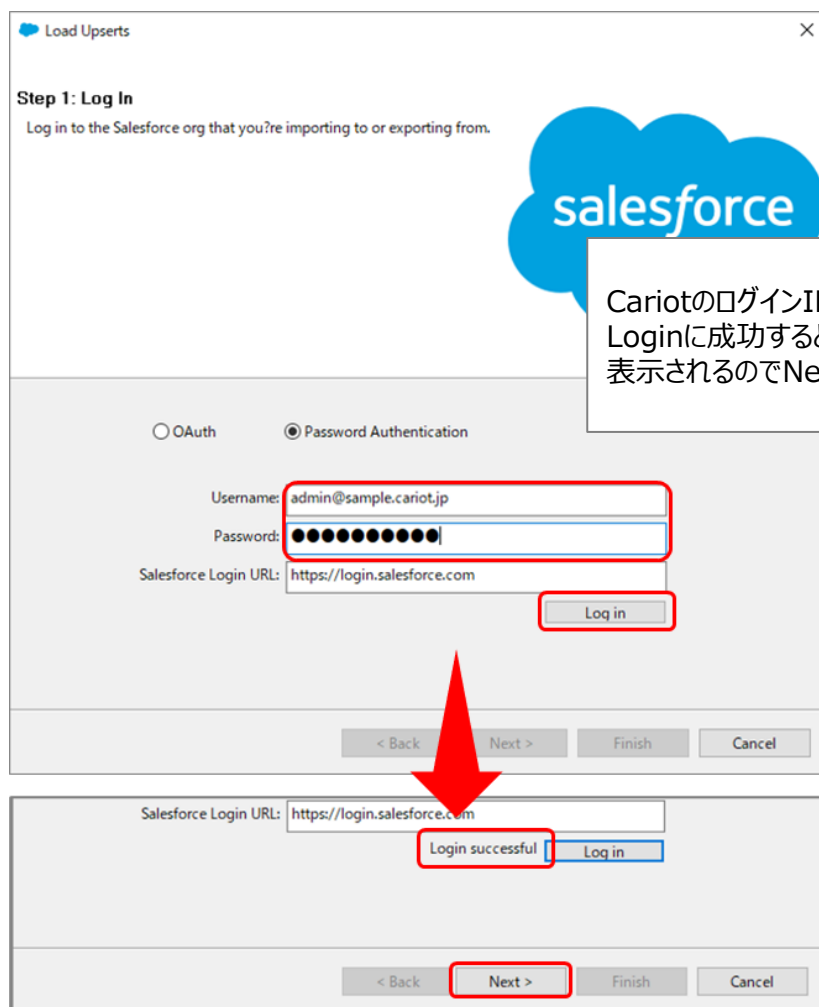 Load Upserts
Step 1: Log In
Log in to the Salesforce org that you?re importing to or exporting from.
salesforce
CariotのログインI
Loginに成功すると
表示されるのでNe
OAuth Password Authentication
Username: admin@sample.cariot.jp
Password: ●●●●●●●●●●
Salesforce Login URL: https://login.salesforce.com
Log in
< Back Next > Finish Cancel
Salesforce Login URL: https://login.salesforce.com
Login successful Log in
< Back Next > Finish Cancel